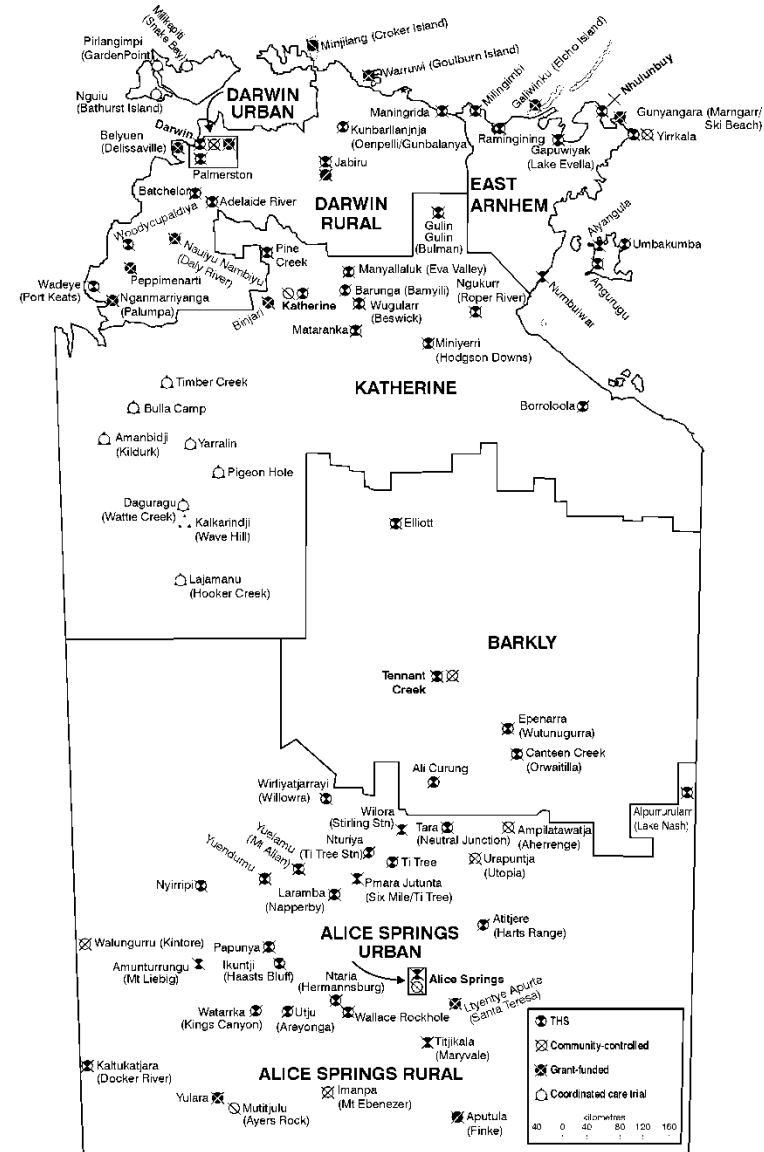 Milikapiti
(Snake Bay)
Pirlangimpi
(GardenPoint)
Nguiu
(Bathurst Island)
DARWIN
URBAN
Minjilang (Croker Island)
Warruwi (Goulburn Island)
Maningrida
Milingimbi
Galiwinku (Elcho Island)
Nhulunbuy
Gunyangara (Marngarr/
Ski Beach)
Yirrkala
Darwin
Belyuen
(Delissaville)
Palmerston
Kunbarllanjnja
(Oenpelli/Gunbalanya)
Ramingining
Gapuwiyak
(Lake Evella)
Jabiru
Batchelor
Adelaide River
DARWIN
RURAL
EAST
ARNHEM
Woodycupaldiya
Nauiyu Nambiyu
(Daly River)
Peppimenarti
Wadeye
(Port Keats)
Nganmarriyanga
(Palumpa)
Pine
Creek
Gulin
Gulin
(Bulman)
Alyangula
Umbakumba
Angurugu
Numbulwar
Manyallaluk (Eva Valley)
Barunga (Bamyili)
Ngukurr
(Roper River)
Binjari
Katherine
Wugularr
(Beswick)
Mataranka
Miniyerri
(Hodgson Downs)
Timber Creek
KATHERINE
Bulla Camp
Borroloola
Amanbidji
(Kildurk)
Yarralin
Pigeon Hole
Daguragu
(Wattie Creek)
Kalkarindji
(Wave Hill)
Elliott
Lajamanu
(Hooker Creek)
BARKLY
Tennant
Creek
Epenarra
(Wutunugurra)
Canteen Creek
(Orwaitilla)
Ali Curung
Wirliyatjarrayi
(Willowra)
Wilora
(Stirling Stn)
Tara
(Neutral Junction)
Ampilatawatja
(Aherrenge)
Alpurrurularr
(Lake Nash)
Yuelamu
(Mt Allan)
Yuendumu
Nturiya
(Ti Tree Stn)
Ti Tree
Urapuntja
(Utopia)
Nyirripi
Laramba
(Napperby)
Pmara Jutunta
(Six Mile/Ti Tree)
Atitjere
(Harts Range)
ALICE SPRINGS
URBAN
Walungurru (Kintore)
Papunya
Amunturrungu
(Mt Liebig)
Ikuntji
(Haasts Bluff)
Ntaria
(Hermannsburg)
Alice Springs
Ltyentye Apurte
(Santa Teresa)
Watarrka
(Kings Canyon)
Utju
(Areyonga)
Wallace Rockhole
Titjikala
(Maryvale)
Kaltukatjara
(Docker River)
ALICE SPRINGS RURAL
Yulara
Mutitjulu
(Ayers Rock)
Imanpa
(Mt Ebenezer)
Aputula
(Finke)
THS
Community-controlled
Grant-funded
Coordinated care trial
kilometres
40 0 40 80 120 160